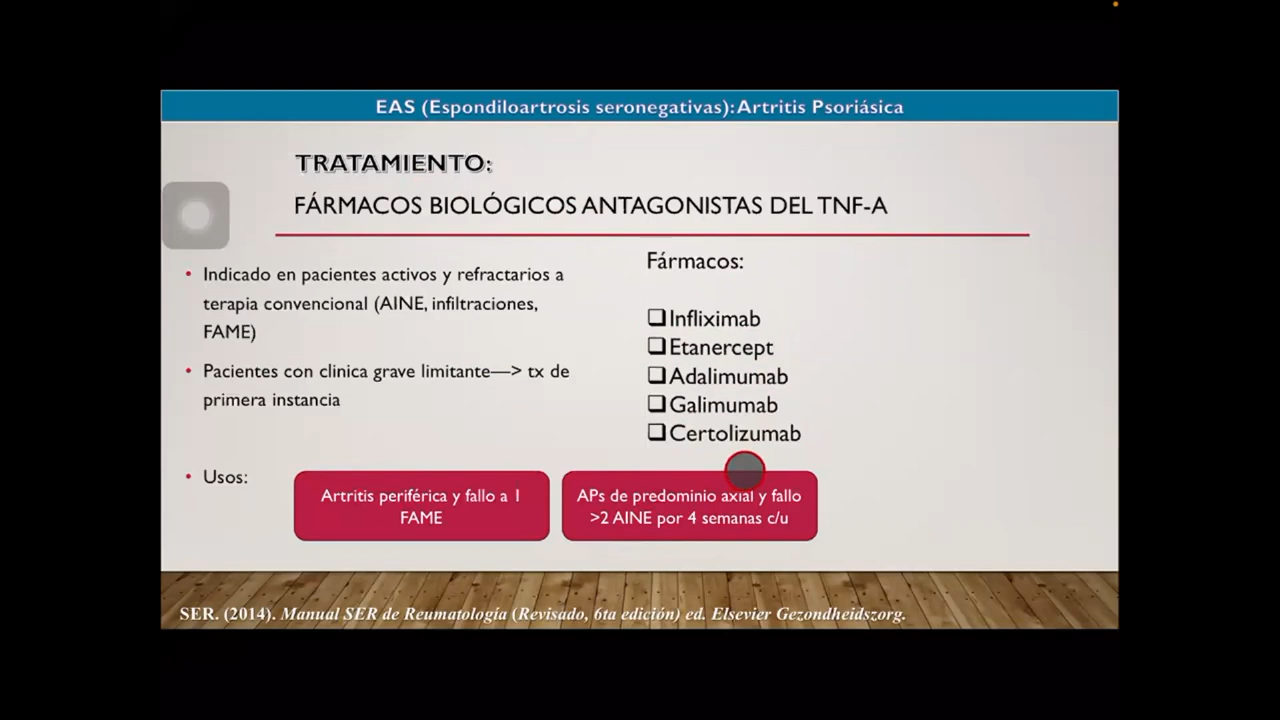 EAS (Espondiloartrosis seronegativas): Artritis Psoriásica
TRATAMIENTO:
FÁRMACOS BIOLÓGICOS ANTAGONISTAS DEL TNF-A
• Indicado en pacientes activos y refractarios a
terapia convencional (AINE, infiltraciones,
FAME)
• Pacientes con clinica grave limitante—> tx de
primera instancia
• Usos:
Artritis periférica y fallo a 1
FAME
Fármacos:
❑Infliximab
❑Etanercept
❑Adalimumab
❑Galimumab
❑Certolizumab
APs de predominio axial y fallo
>2 AINE por 4 semanas c/u
SER. (2014). Manual SER de Reumatología (Revisado, 6ta edición) ed. Elsevier Gezondheidszorg.